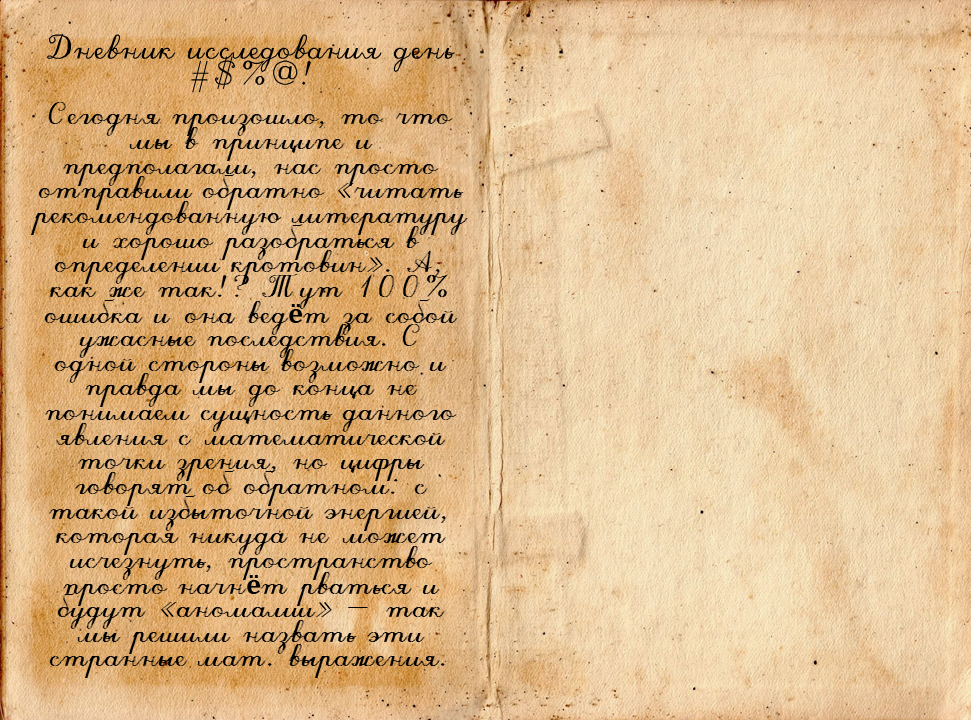 Дневник исследования день
#$%@!
Сегодня произошло, то что
мы в принципе и
предполагали, нас просто
отправили обратно «читать
рекомендованную литературу
и хорошо разобраться в
определении кротовин». А,
как же так!? Тут 100%
ошибка и она ведёт за собой
ужасные последствия. С
одной стороны возможно и
правда мы до конца не
понимаем сущность данного
явления с математической
точки зрения, но цифры
говорят об обратном: с
такой избыточной энергией,
которая никуда не может
исчезнуть, пространство
просто начнёт рваться и
будут «аномалии» — так
мы решили назвать эти
странные мат. выражения.